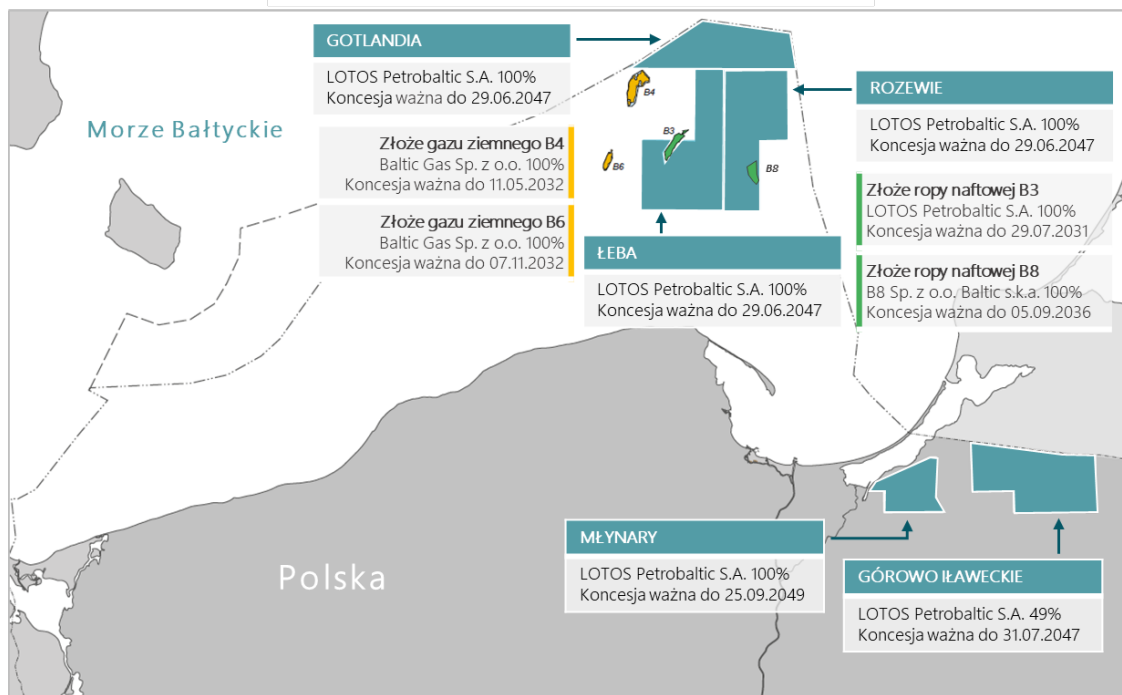 GOTLANDIA
LOTOS Petrobaltic S.A. 100%
Koncesja ważna do 29.06.2047
Morze Bałtyckie
Złoże gazu ziemnego B4
Baltic Gas Sp. z o.o. 100%
Koncesja ważna do 11.05.2032
Złoże gazu ziemnego B6
Baltic Gas Sp. z o.o. 100%
Koncesja ważna do 07.11.2032
B4
B3
B6
B8
ROZEWIE
LOTOS Petrobaltic S.A. 100%
Koncesja ważna do 29.06.2047
Złoże ropy naftowej B3
LOTOS Petrobaltic S.A. 100%
Koncesja ważna do 29.07.2031
Złoże ropy naftowej B8
B8 Sp. z o.o. Baltic s.k.a. 100%
Koncesja ważna do 05.09.2036
ŁEBA
LOTOS Petrobaltic S.A. 100%
Koncesja ważna do 29.06.2047
Polska
MŁYNARY
LOTOS Petrobaltic S.A. 100%
Koncesja ważna do 25.09.2049
GÓROWO IŁAWECKIE
LOTOS Petrobaltic S.A. 49%
Koncesja ważna do 31.07.2047